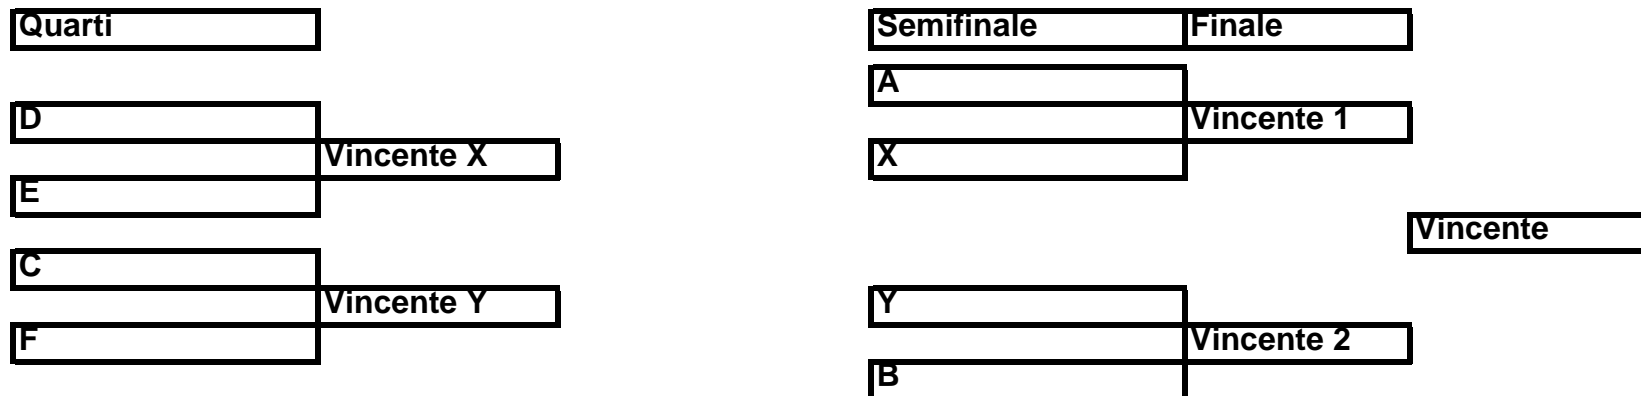 Quarti
D
Vincente X
E
C
Vincente Y
F
Semifinale Finale
A
Vincente 1
X
Vincente
Y
Vincente 2
B